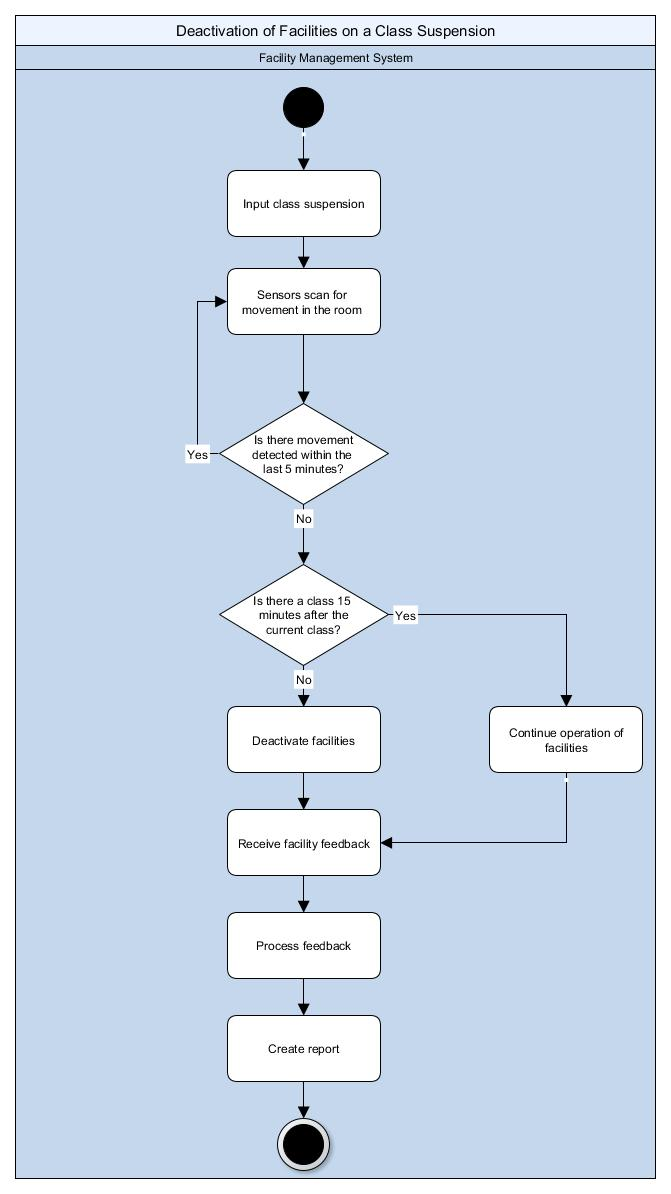 Deactivation of Facilities on a Class Suspension
Facility Management System
Input class suspension
Sensors scan for
movement in the room
Is there movement
detected within the
last 5 minutes?
Yes
No
Is there a class 15
minutes after the
current class?
Yes
No
Deactivate facilities
Continue operation of
facilities
Receive facility feedback
Process feedback
Create report